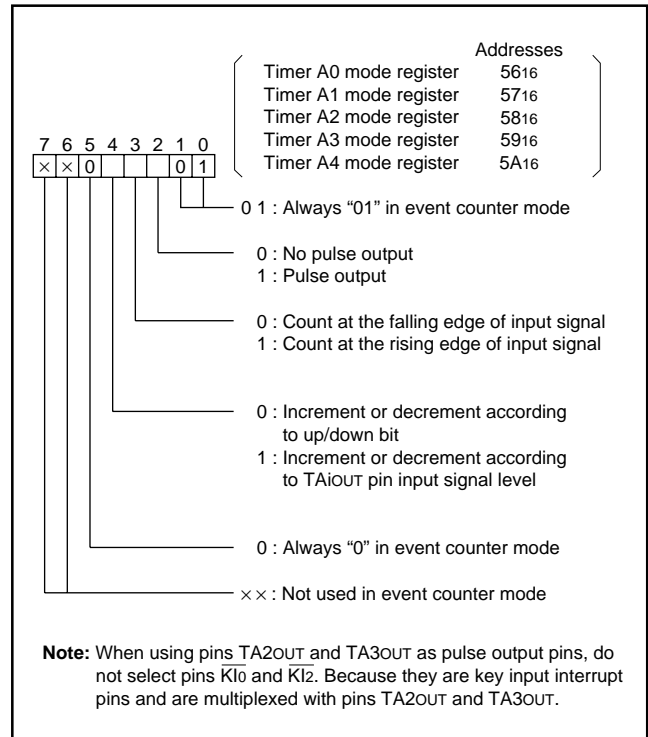 Addresses
Timer A0 mode register 5616
Timer A1 mode register 5716
Timer A2 mode register 5816
Timer A3 mode register 5916
Timer A4 mode register 5A16
7 6 5 4 3 2 1 0
× × 0 0 1
0 1 : Always “01” in event counter mode
0 : No pulse output
1 : Pulse output
0 : Count at the falling edge of input signal
1 : Count at the rising edge of input signal
0 : Increment or decrement according
to up/down bit
1 : Increment or decrement according
to TAiOUT pin input signal level
0 : Always “0” in event counter mode
×× : Not used in event counter mode
Note: When using pins TA2OUT and TA3OUT as pulse output pins, do
not select pins KI0 and KI2. Because they are key input interrupt
pins and are multiplexed with pins TA2OUT and TA3OUT.